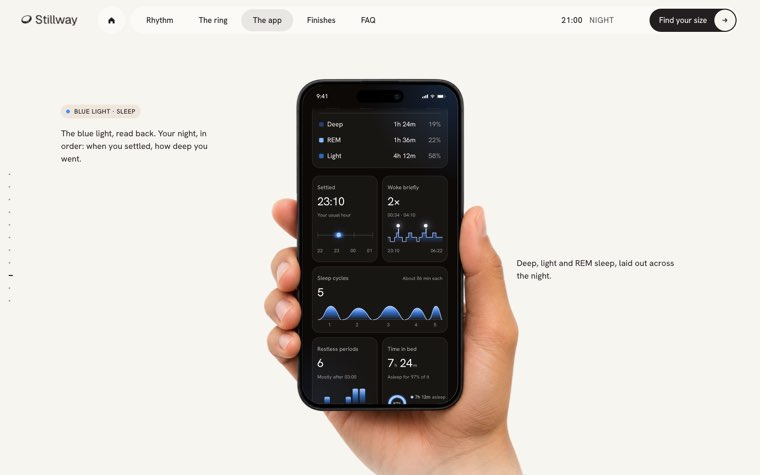 Stillway
Rhythm
The ring
The app
Finishes
FAQ
21:00 NIGHT
Find your size
BLUE LIGHT · SLEEP
The blue light, read back. Your night, in
order: when you settled, how deep you
went.
9:41
Deep 1h 24m 19%
REM 1h 36m 22%
Light 4h 12m 58%
Settled
23:10
Your usual hour
22 23 00 01
Woke briefly
2×
00:34 · 04:10
23:10 06:22
Sleep cycles About 86 min each
5
1 2 3 4 5
Restless periods
6
Mostly after 03:00
Time in bed
7h 24m
Asleep for 97% of it
7h 12m asleep
Deep, light and REM sleep, laid out across
the night.